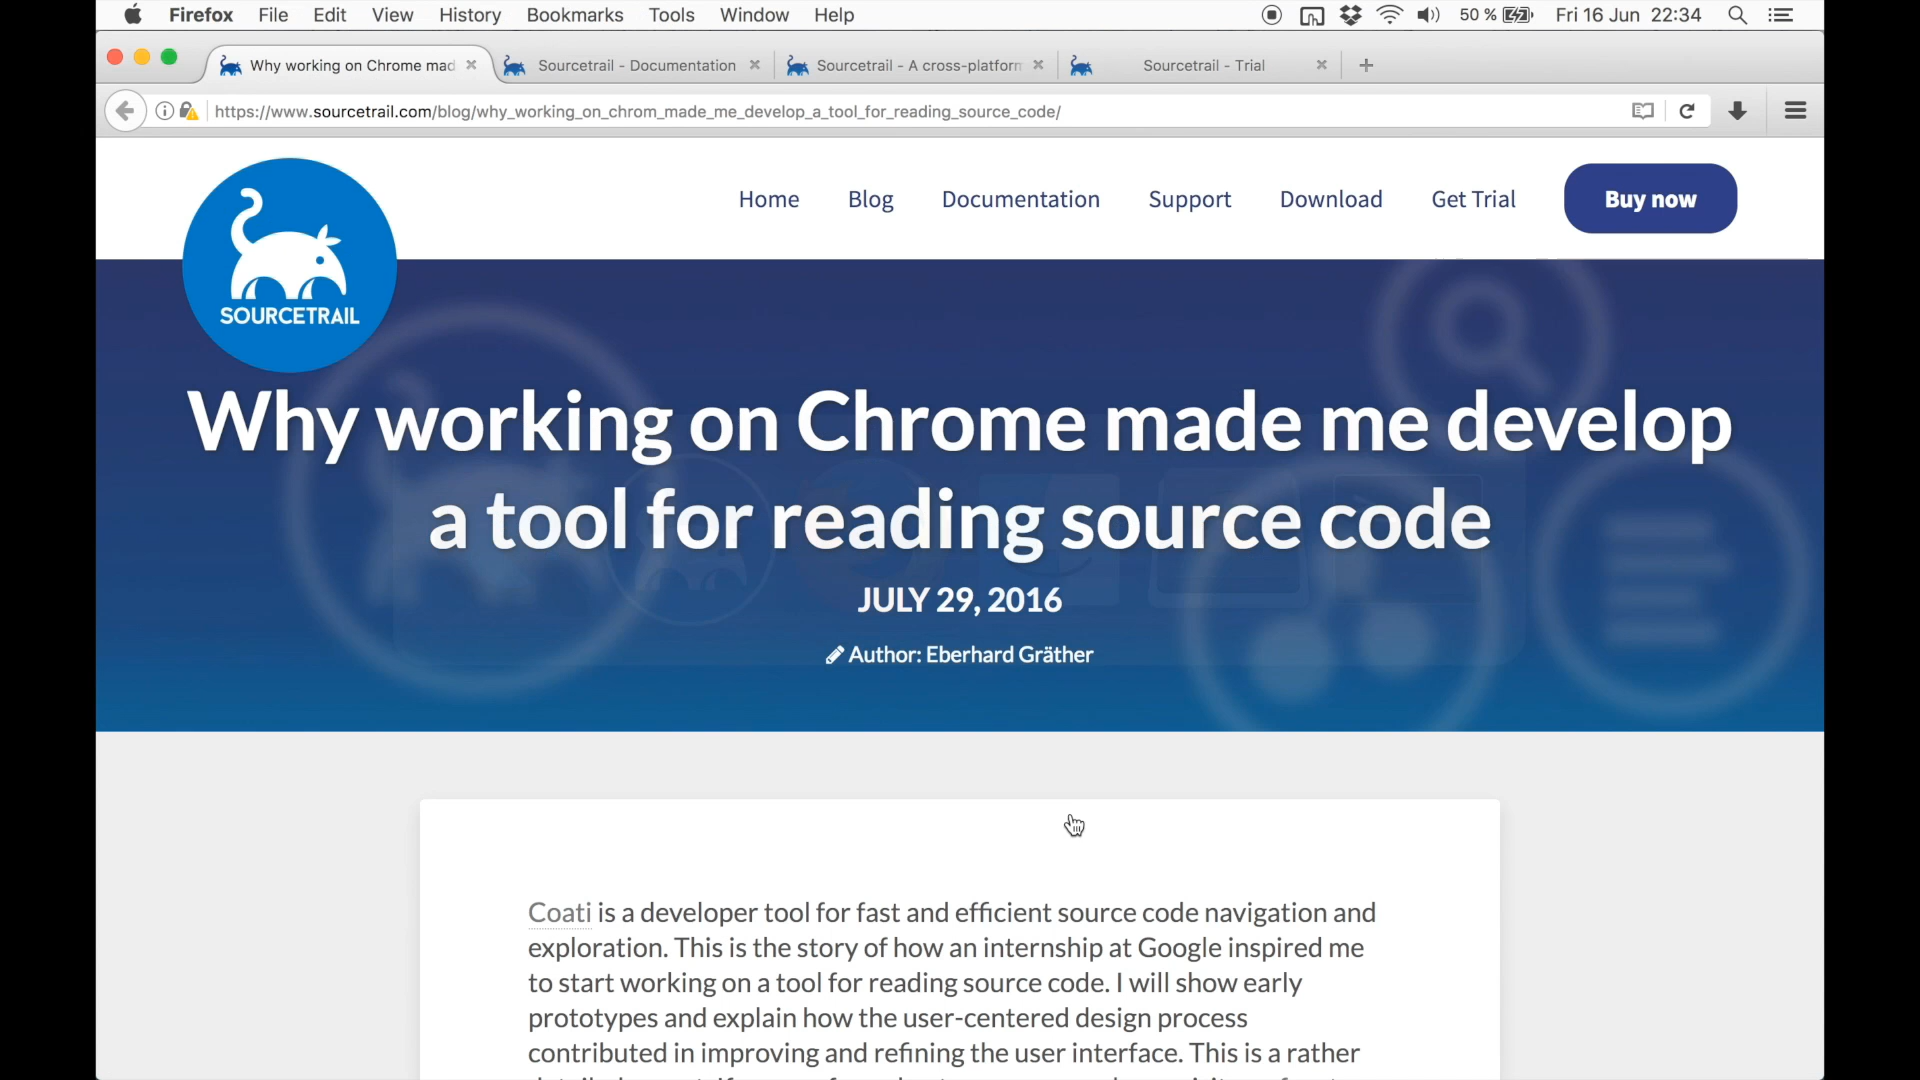 Firefox File Edit View History Bookmarks Tools Window Help 50 % Fri 16 Jun 22:34
Why working on Chrome mad Sourcetrail - Documentation Sourcetrail - A cross-platform Sourcetrail - Trial
https://www.sourcetrail.com/blog/why_working_on_chrom_made_me_develop_a_tool_for_reading_source_code/
Home Blog Documentation Support Download Get Trial Buy now
SOURCETRAIL
Why working on Chrome made me develop
a tool for reading source code
JULY 29, 2016
Author: Eberhard Gräther
Coati is a developer tool for fast and efficient source code navigation and
exploration. This is the story of how an internship at Google inspired me
to start working on a tool for reading source code. I will show early
prototypes and explain how the user-centered design process
contributed in improving and refining the user interface. This is a rather